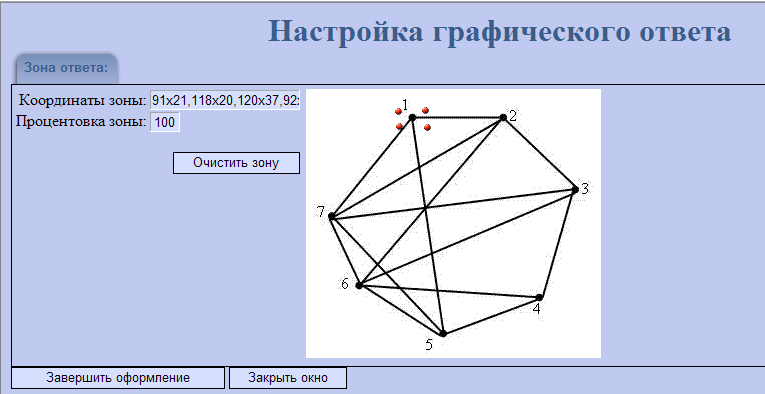 Настройка графического ответа
Зона ответа:
Координаты зоны: 91x21,118x20,120x37,92
Процентовка зоны: 100
Очистить зону
1
2
3
7
6
4
5
Завершить оформление
Закрыть окно